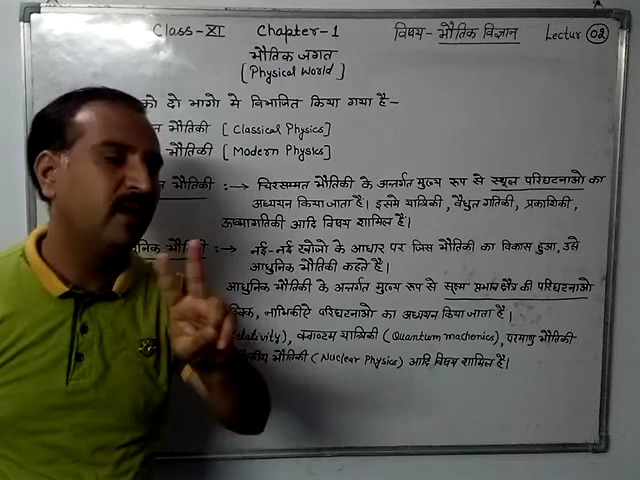 Class-XI Chapter-1 विषय- भौतिक विज्ञान Lectur 02
भौतिक जगत
[Physical World]
को दो भागो मे विभाजित किया गया है-
भौतिकी [Classical Physics]
भौतिकी [Modern Physics]
भौतिकी :→ चिरसम्मत भौतिकी के अन्तर्गत मुख्य रूप से स्थूल परिघटनाओ का
अध्ययन किया जाता है। इसमे यांत्रिकी, वैधुत गतिकी, प्रकाशिकी,
ऊष्मागतिकी आदि विषय शामिल है।
भौतिकी :→ नई-नई खोजो के आधार पर जिस भौतिकी का विकास हुआ, उसे
आधुनिक भौतिकी कहते है।
आधुनिक भौतिकी के अन्तर्गत मुख्य रूप से सूक्ष्म प्रभाव क्षेत्र की परिघटनाओ
नाभिकीय परिघटनाओ का अध्ययन किया जाता है।
क्वाण्टम यांत्रिकी (Quantum machenics), परमाणु भौतिकी
भौतिकी (Nuclear Physics) आदि विषय शामिल है।